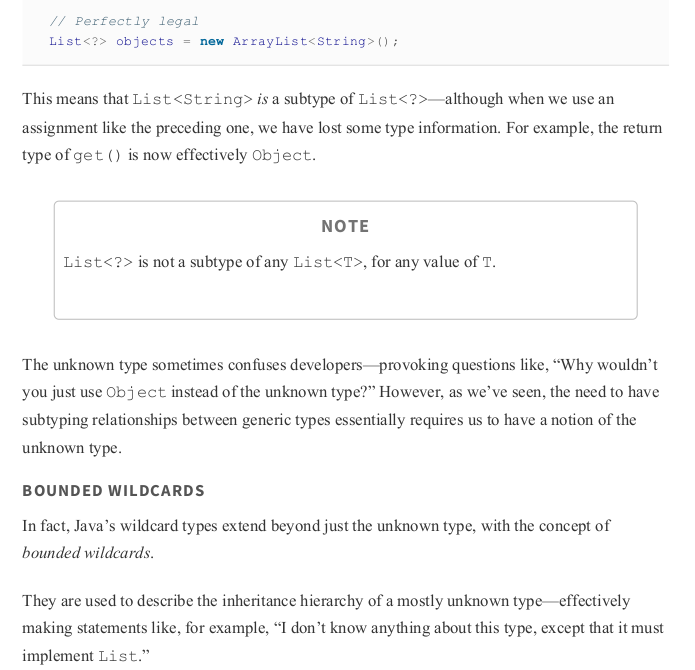 // Perfectly legal
List<?> objects = new ArrayList<String>();
This means that List<String> is a subtype of List<?>—although when we use an
assignment like the preceding one, we have lost some type information. For example, the return
type of get() is now effectively Object.
NOTE
List<?> is not a subtype of any List<T>, for any value of T.
The unknown type sometimes confuses developers—provoking questions like, “Why wouldn’t
you just use Object instead of the unknown type?” However, as we’ve seen, the need to have
subtyping relationships between generic types essentially requires us to have a notion of the
unknown type.
BOUNDED WILDCARDS
In fact, Java’s wildcard types extend beyond just the unknown type, with the concept of
bounded wildcards.
They are used to describe the inheritance hierarchy of a mostly unknown type—effectively
making statements like, for example, “I don’t know anything about this type, except that it must
implement List.”